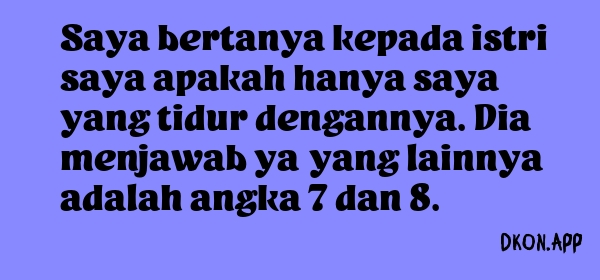 Saya bertanya kepada istri
saya apakah hanya saya
yang tidur dengannya. Dia
menjawab ya yang lainnya
adalah angka 7 dan 8.
DKON.APP